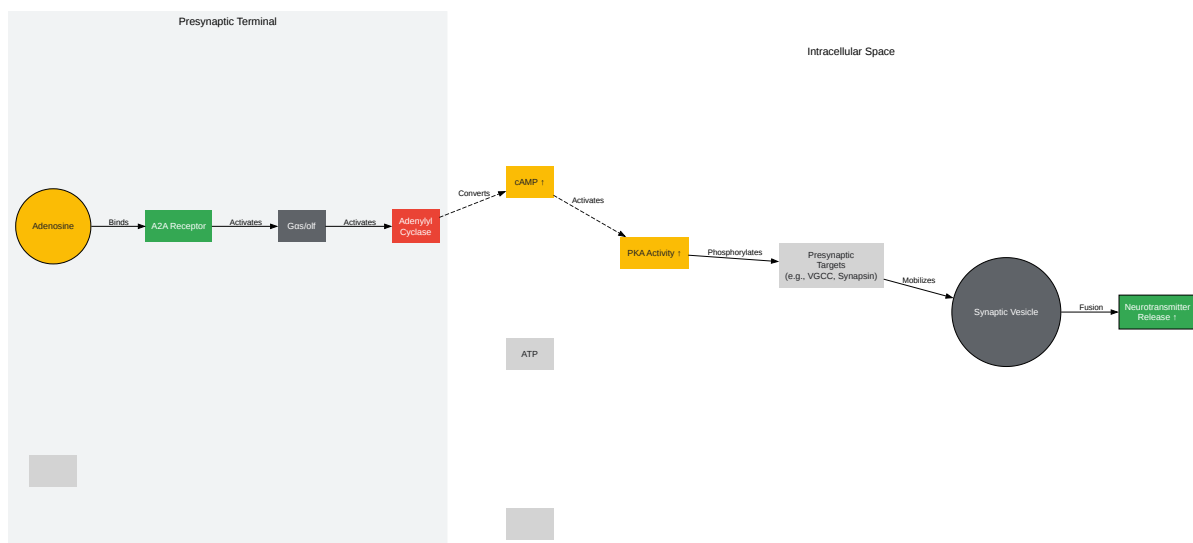 Presynaptic Terminal
Intracellular Space
Adenosine
Binds
A2A Receptor
Activates
Gαs/olf
Activates
Adenylyl
Cyclase
Converts
cAMP ↑
Activates
PKA Activity ↑
Phosphorylates
Presynaptic
Targets
(e.g., VGCC, Synapsin)
Mobilizes
Synaptic Vesicle
Fusion
Neurotransmitter
Release ↑
ATP